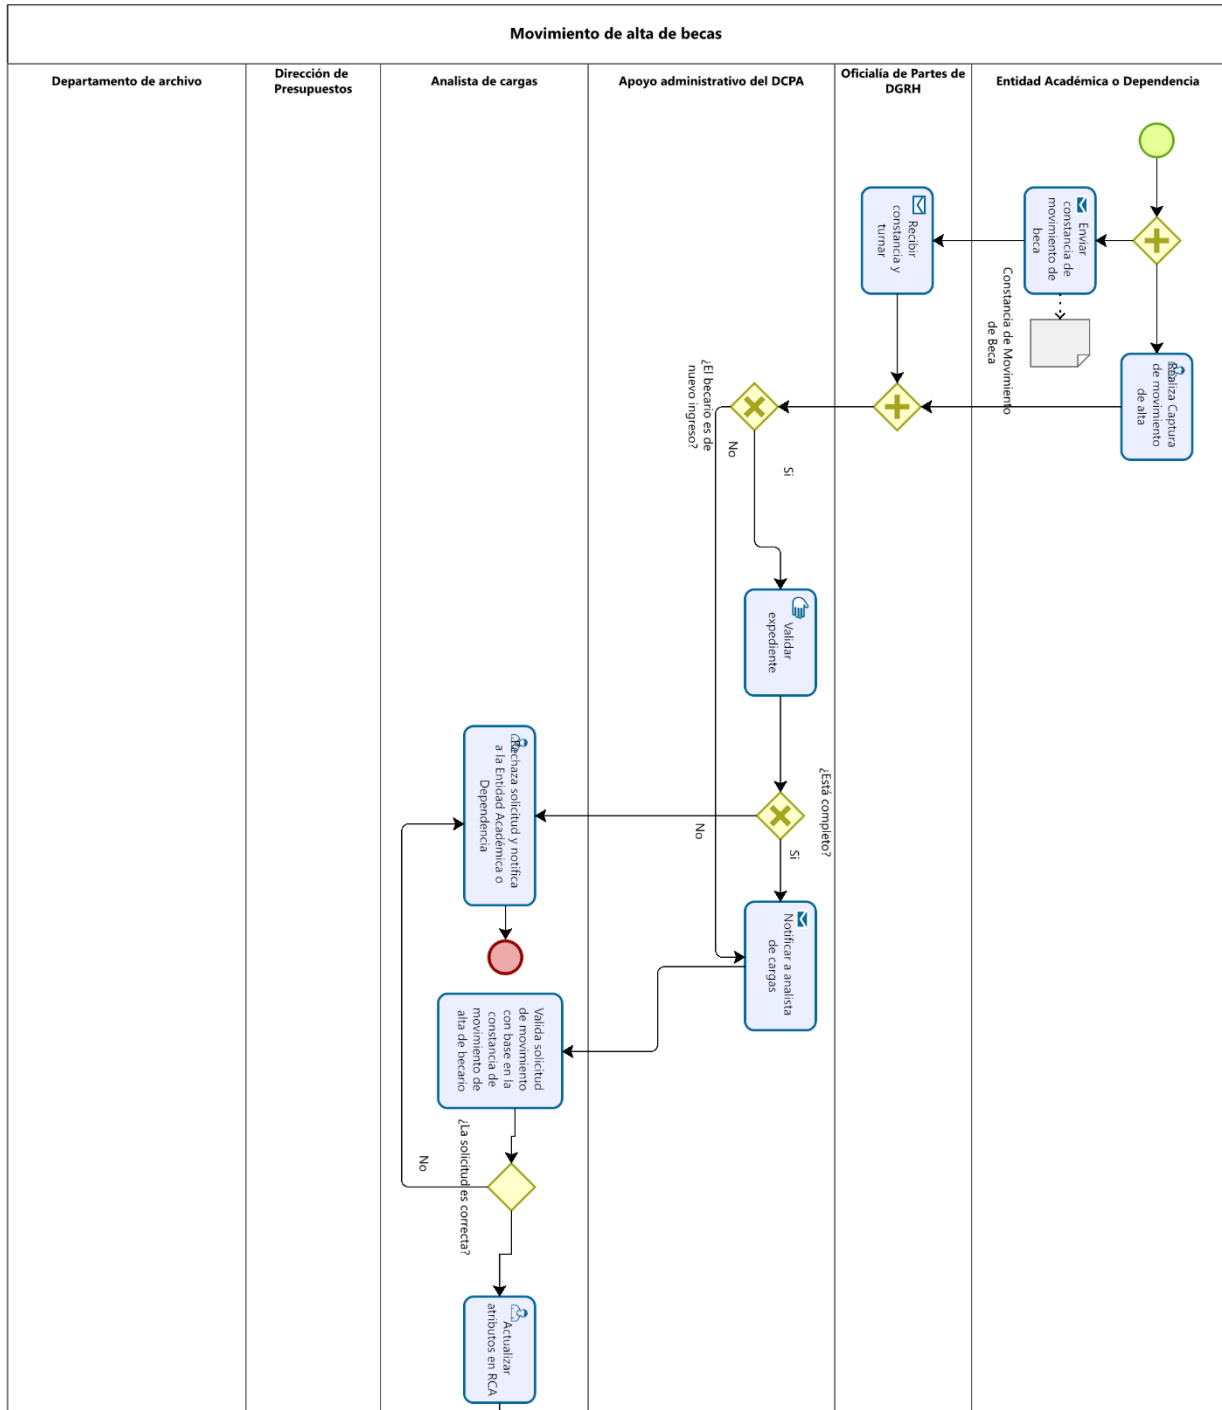 Movimiento de alta de becas
Departamento de archivo
Dirección de
Presupuestos
Analista de cargas
Apoyo administrativo del DCPA
Oficialía de Partes de
DGRH
Entidad Académica o Dependencia
Enviar
constancia de
movimiento de
beca
Recibir
constancia y
turnar
Constancia de Movimiento
de Beca
Realiza Captura
de movimiento
de alta
¿El becario es de
nuevo ingreso?
No
Si
Validar
expediente
¿Está completo?
No
Si
Rechaza solicitud y notifica
a la Entidad Académica o
Dependencia
Notificar a analista
de cargas
Valida solicitud
de movimiento
con base en la
constancia de
movimiento de
alta de becario
¿La solicitud es correcta?
No
Actualizar
atributos en RCA